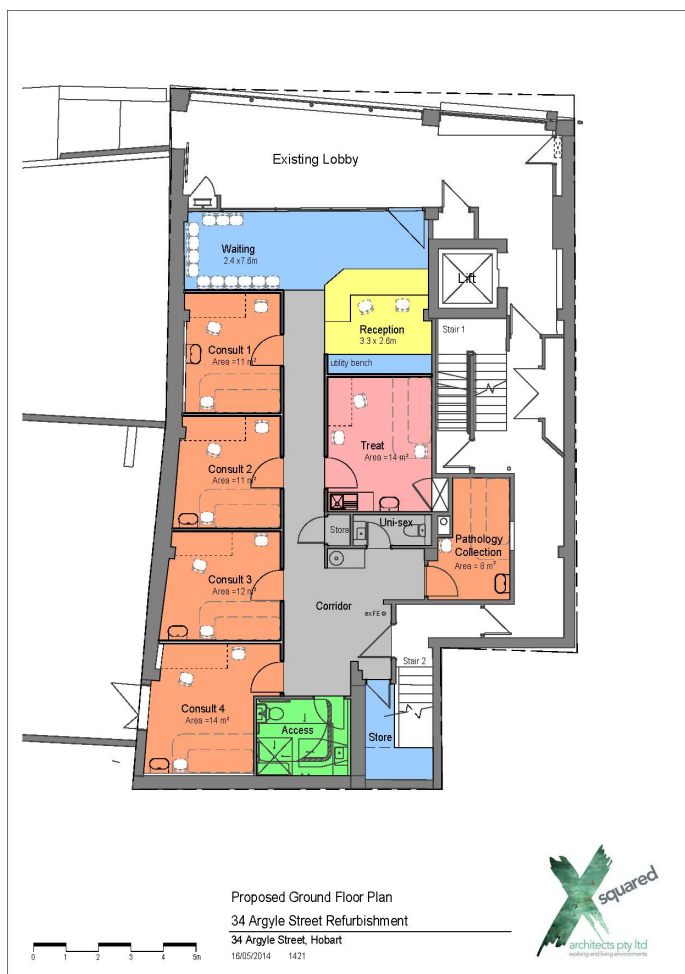 Existing Lobby
Waiting
2.4 x7.6m
Lift
Reception
3.3 x 2.6m
Stair 1
Consult 1
Area =11 m²
utility bench
Consult 2
Area =11 m²
Treat
Area =14 m²
Store
Uni-sex
Pathology
Collection
Area = 8 m²
Consult 3
Area =12 m²
Corridor
ex.FE
Stair 2
Consult 4
Area =14 m²
Access
Store
Proposed Ground Floor Plan
34 Argyle Street Refurbishment
34 Argyle Street, Hobart
16/05/2014 1421
0 1 2 3 4 5m
X squared
architects pty ltd
working and living environments